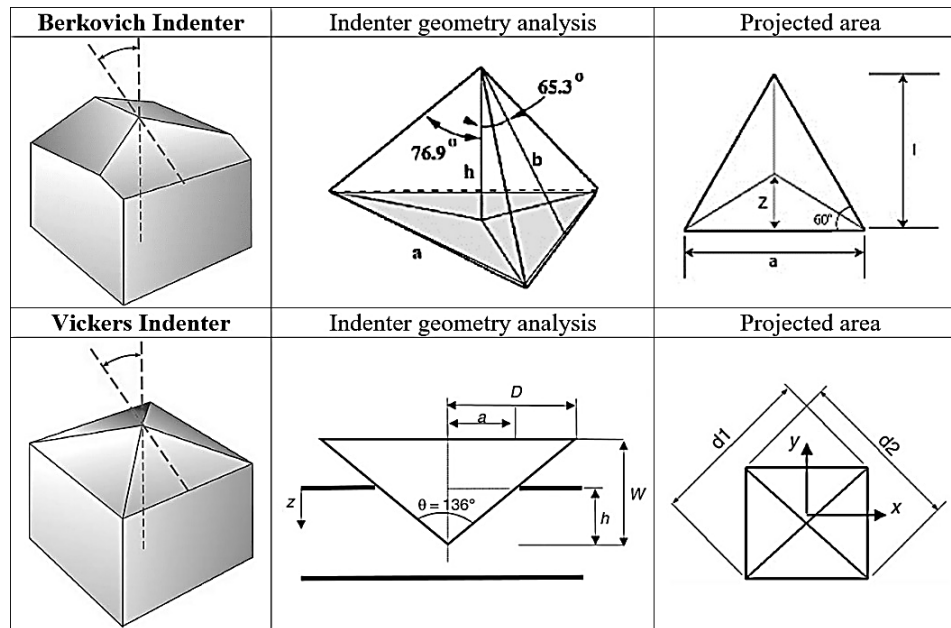 Berkovich Indenter
Indenter geometry analysis
Projected area
65.3°
76.9°
h
b
a
l
z
60°
a
Vickers Indenter
Indenter geometry analysis
Projected area
D
a
z
θ = 136°
h
W
d1
d2
y
x